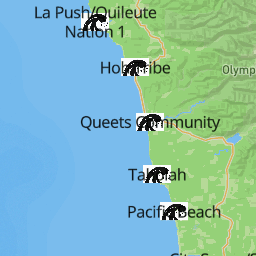 La Push/Quileute
Nation 1
Hoh Tribe
Olymp
Queets Community
Taholah
Pacific Beach